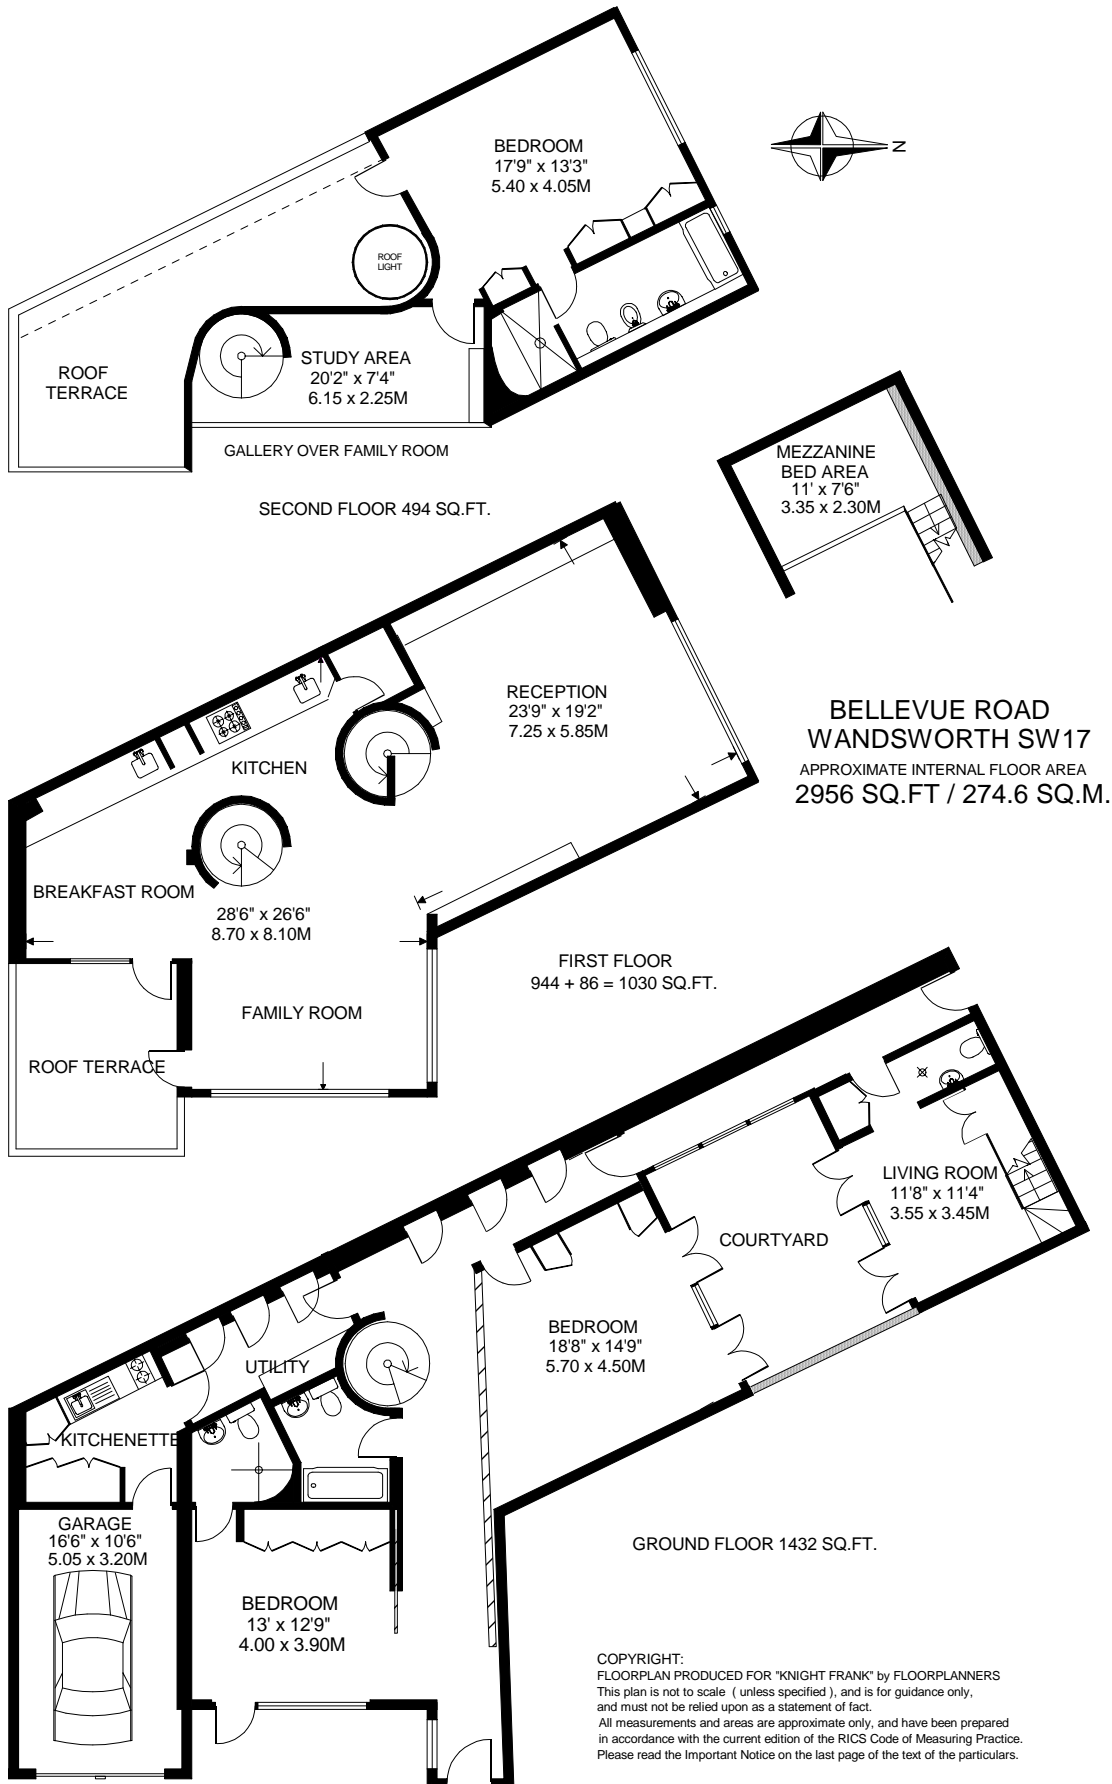 BEDROOM
17'9" x 13'3"
5.40 x 4.05M
N
ROOF
LIGHT
STUDY AREA
20'2" x 7'4"
6.15 x 2.25M
ROOF
TERRACE
GALLERY OVER FAMILY ROOM
SECOND FLOOR 494 SQ.FT.
MEZZANINE
BED AREA
11' x 7'6"
3.35 x 2.30M
RECEPTION
23'9" x 19'2"
7.25 x 5.85M
KITCHEN
BREAKFAST ROOM
28'6" x 26'6"
8.70 x 8.10M
FAMILY ROOM
ROOF TERRACE
FIRST FLOOR
944 + 86 = 1030 SQ.FT.
BELLEVUE ROAD
WANDSWORTH SW17
APPROXIMATE INTERNAL FLOOR AREA
2956 SQ.FT / 274.6 SQ.M.
LIVING ROOM
11'8" x 11'4"
3.55 x 3.45M
COURTYARD
BEDROOM
18'8" x 14'9"
5.70 x 4.50M
UTILITY
KITCHENETTE
GARAGE
16'6" x 10'6"
5.05 x 3.20M
BEDROOM
13' x 12'9"
4.00 x 3.90M
GROUND FLOOR 1432 SQ.FT.
COPYRIGHT:
FLOORPLAN PRODUCED FOR "KNIGHT FRANK" by FLOORPLANNERS
This plan is not to scale ( unless specified ), and is for guidance only,
and must not be relied upon as a statement of fact.
All measurements and areas are approximate only, and have been prepared
in accordance with the current edition of the RICS Code of Measuring Practice.
Please read the Important Notice on the last page of the text of the particulars.